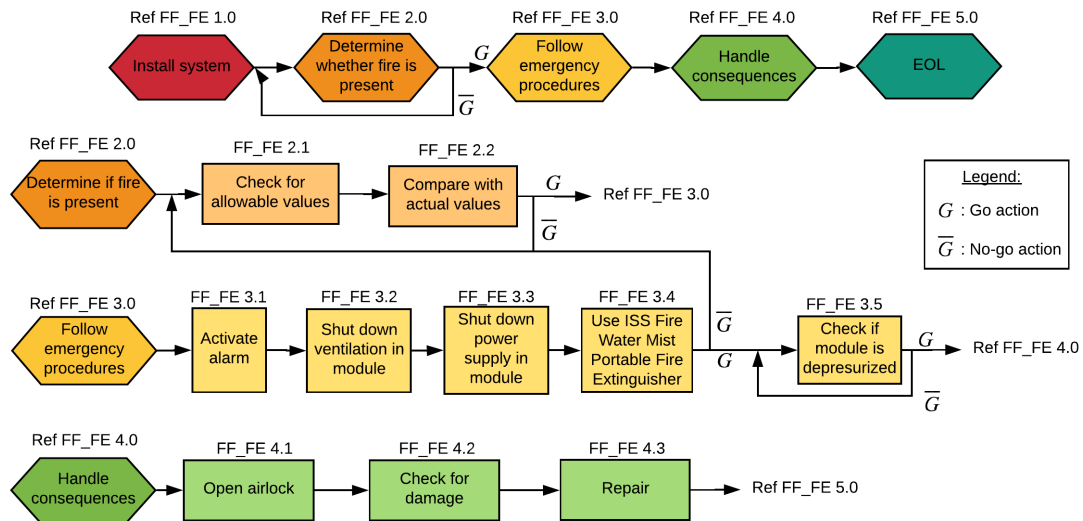 Ref FF_FE 1.0
Ref FF_FE 2.0
Ref FF_FE 3.0
Ref FF_FE 4.0
Ref FF_FE 5.0
Install system
Determine
whether fire is
present
G
G̅
Follow
emergency
procedures
Handle
consequences
EOL
Ref FF_FE 2.0
FF_FE 2.1
FF_FE 2.2
Determine if fire
is present
Check for
allowable values
Compare with
actual values
G
G̅
Ref FF_FE 3.0
Legend:
G : Go action
G̅ : No-go action
Ref FF_FE 3.0
FF_FE 3.1
FF_FE 3.2
FF_FE 3.3
FF_FE 3.4
FF_FE 3.5
Follow
emergency
procedures
Activate
alarm
Shut down
ventilation in
module
Shut down
power
supply in
module
Use ISS Fire
Water Mist
Portable Fire
Extinguisher
G̅
G
Check if
module is
depresurized
G
G̅
Ref FF_FE 4.0
Ref FF_FE 4.0
FF_FE 4.1
FF_FE 4.2
FF_FE 4.3
Handle
consequences
Open airlock
Check for
damage
Repair
Ref FF_FE 5.0